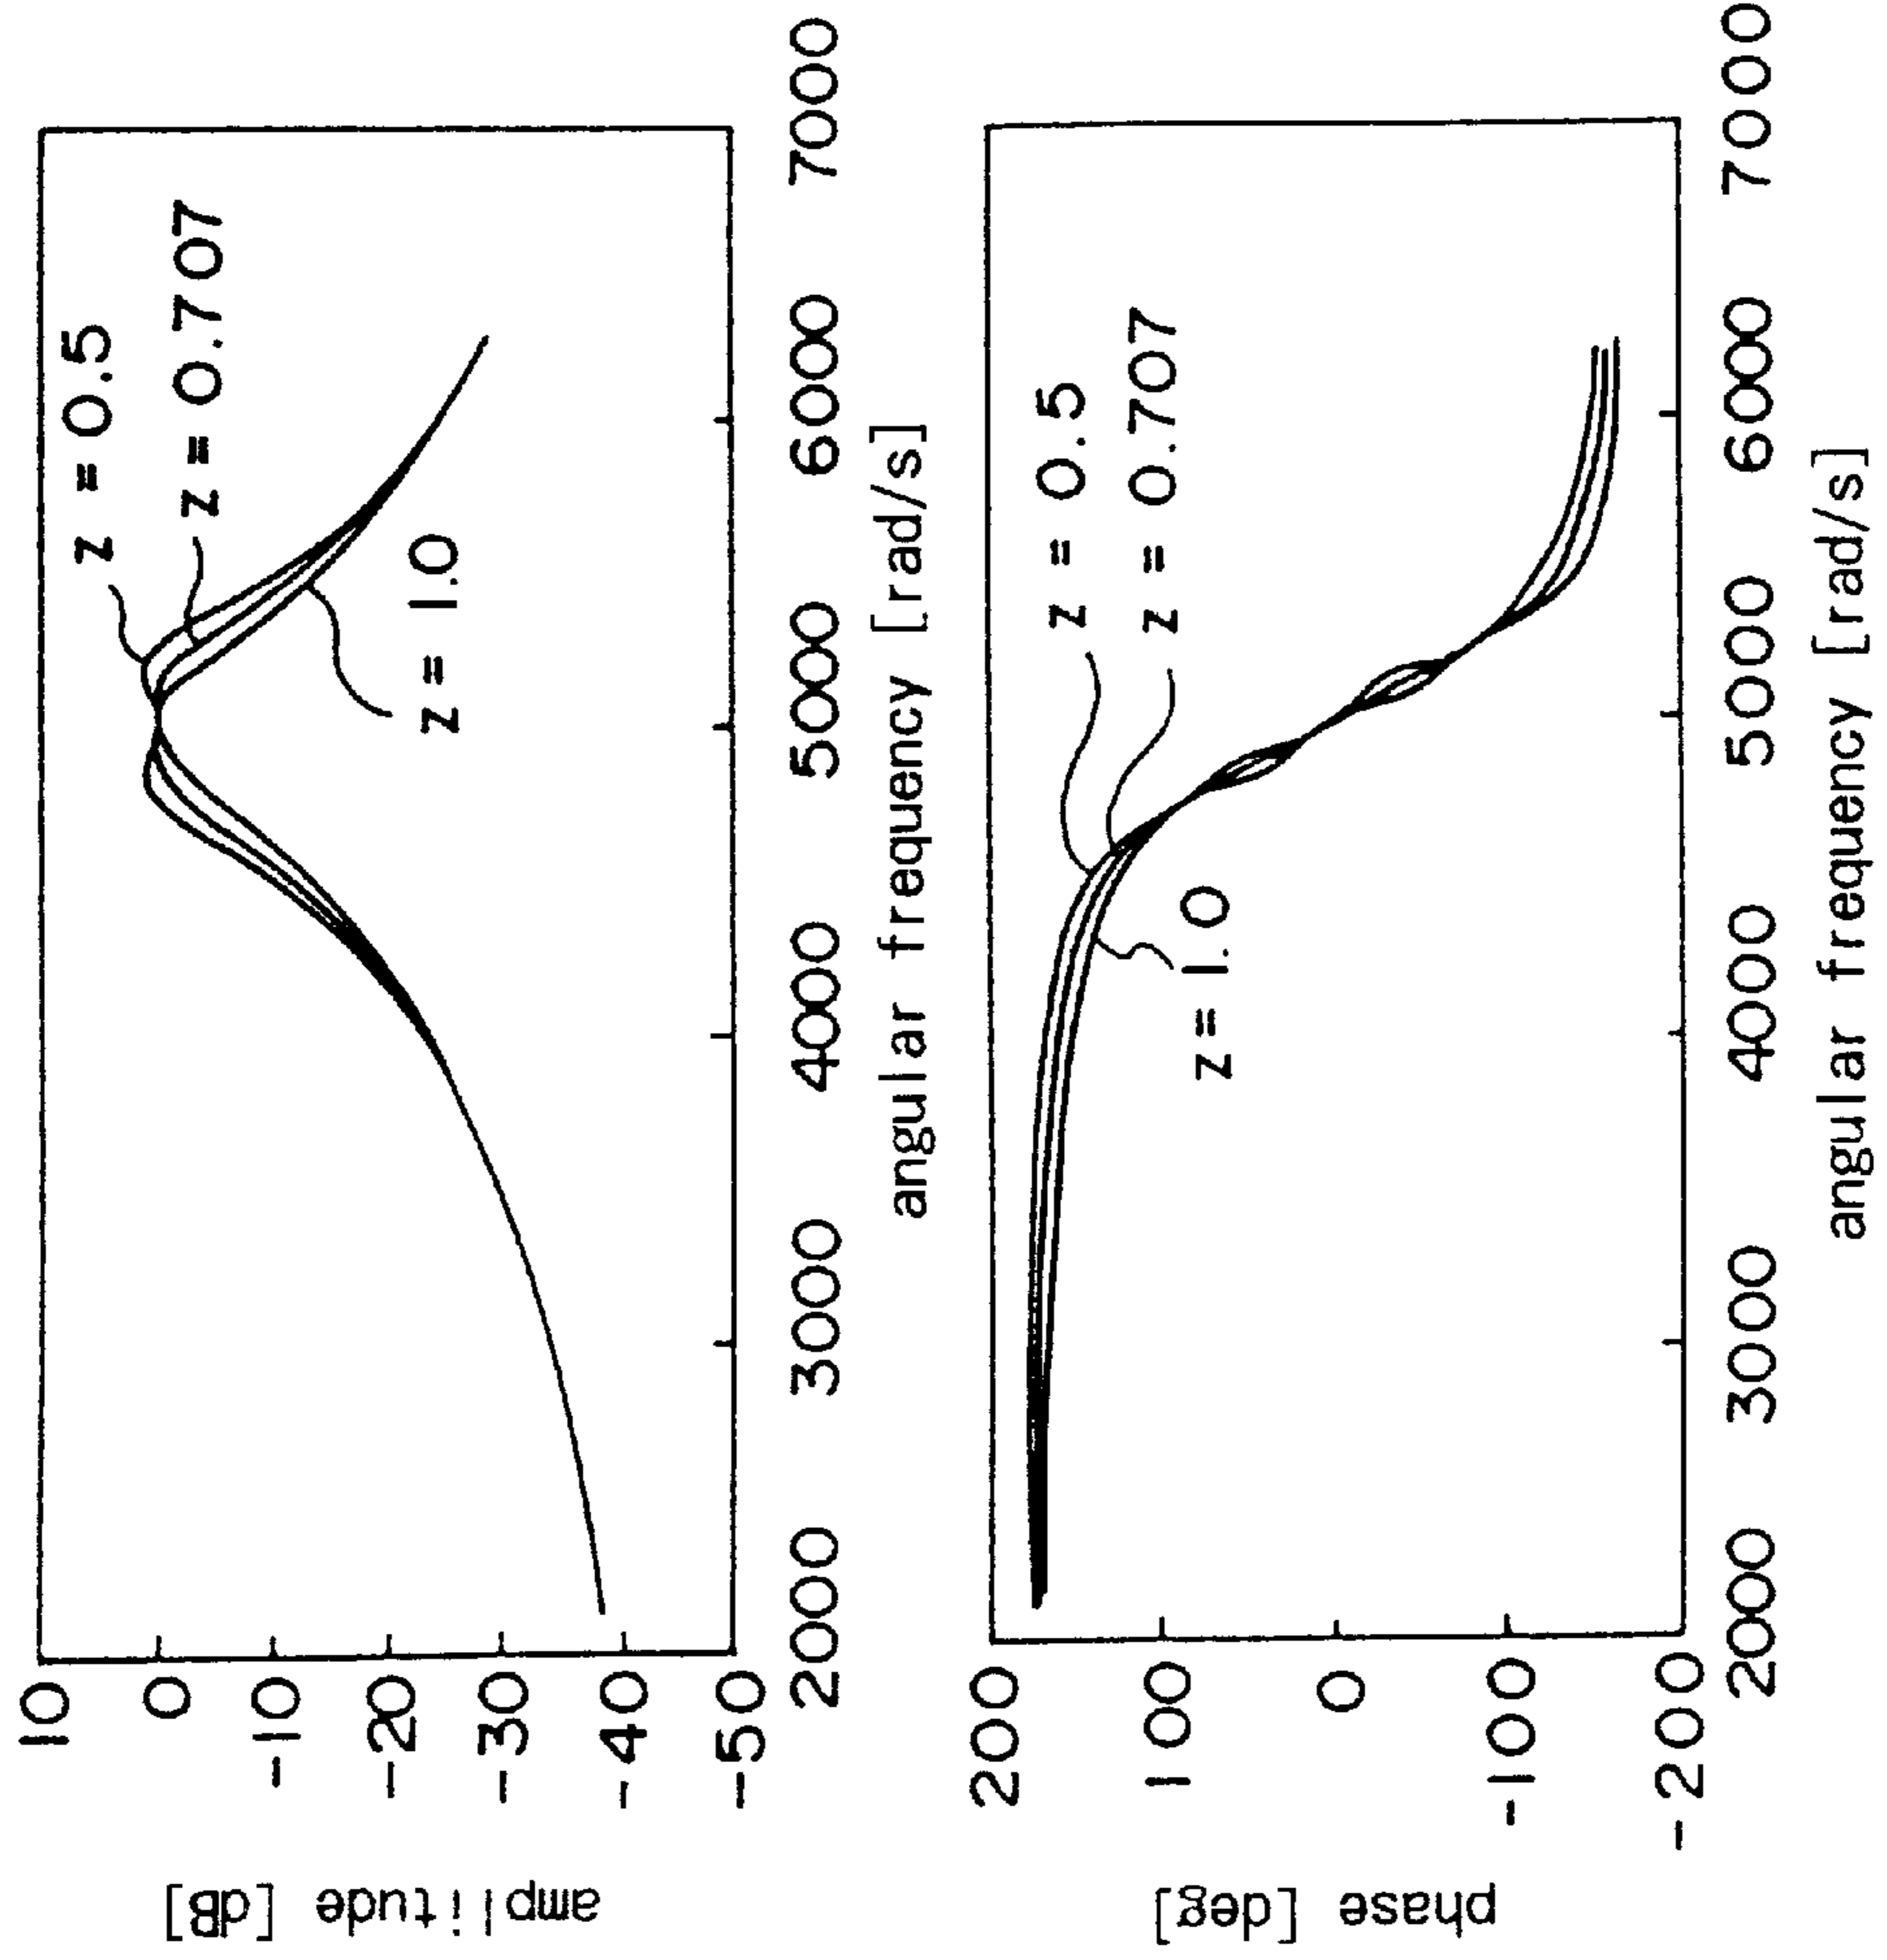 amplitude [dB]
10
0
-10
-20
-30
-40
-50
z = 0.5
z = 0.707
z = 1.0
2000 3000 4000 5000 6000 7000
angular frequency [rad/s]
phase [deg]
200
100
0
-100
-200
z = 0.5
z = 0.707
z = 1.0
2000 3000 4000 5000 6000 7000
angular frequency [rad/s]